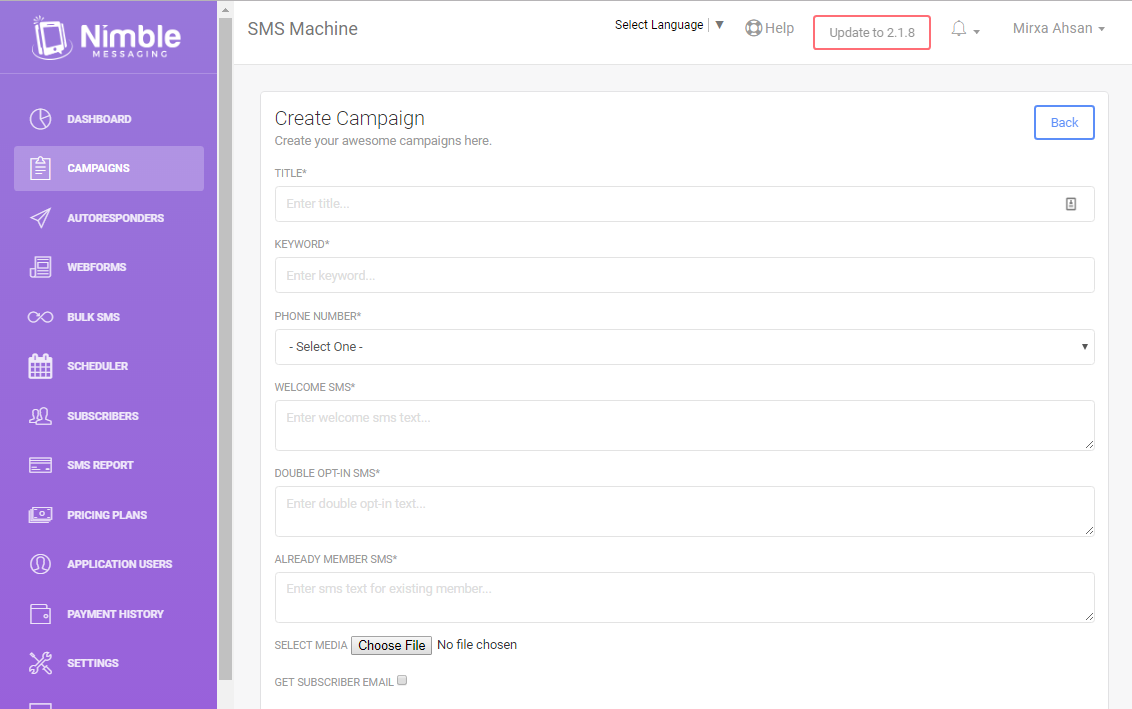 Nimble
MESSAGING
SMS Machine
Select Language ▼
Help
Update to 2.1.8
Mirxa Ahsan
DASHBOARD
CAMPAIGNS
AUTORESPONDERS
WEBFORMS
BULK SMS
SCHEDULER
SUBSCRIBERS
SMS REPORT
PRICING PLANS
APPLICATION USERS
PAYMENT HISTORY
SETTINGS
Create Campaign
Back
Create your awesome campaigns here.
TITLE*
Enter title...
KEYWORD*
Enter keyword...
PHONE NUMBER*
- Select One -
WELCOME SMS*
Enter welcome sms text...
DOUBLE OPT-IN SMS*
Enter double opt-in text...
ALREADY MEMBER SMS*
Enter sms text for existing member...
SELECT MEDIA Choose File No file chosen
GET SUBSCRIBER EMAIL